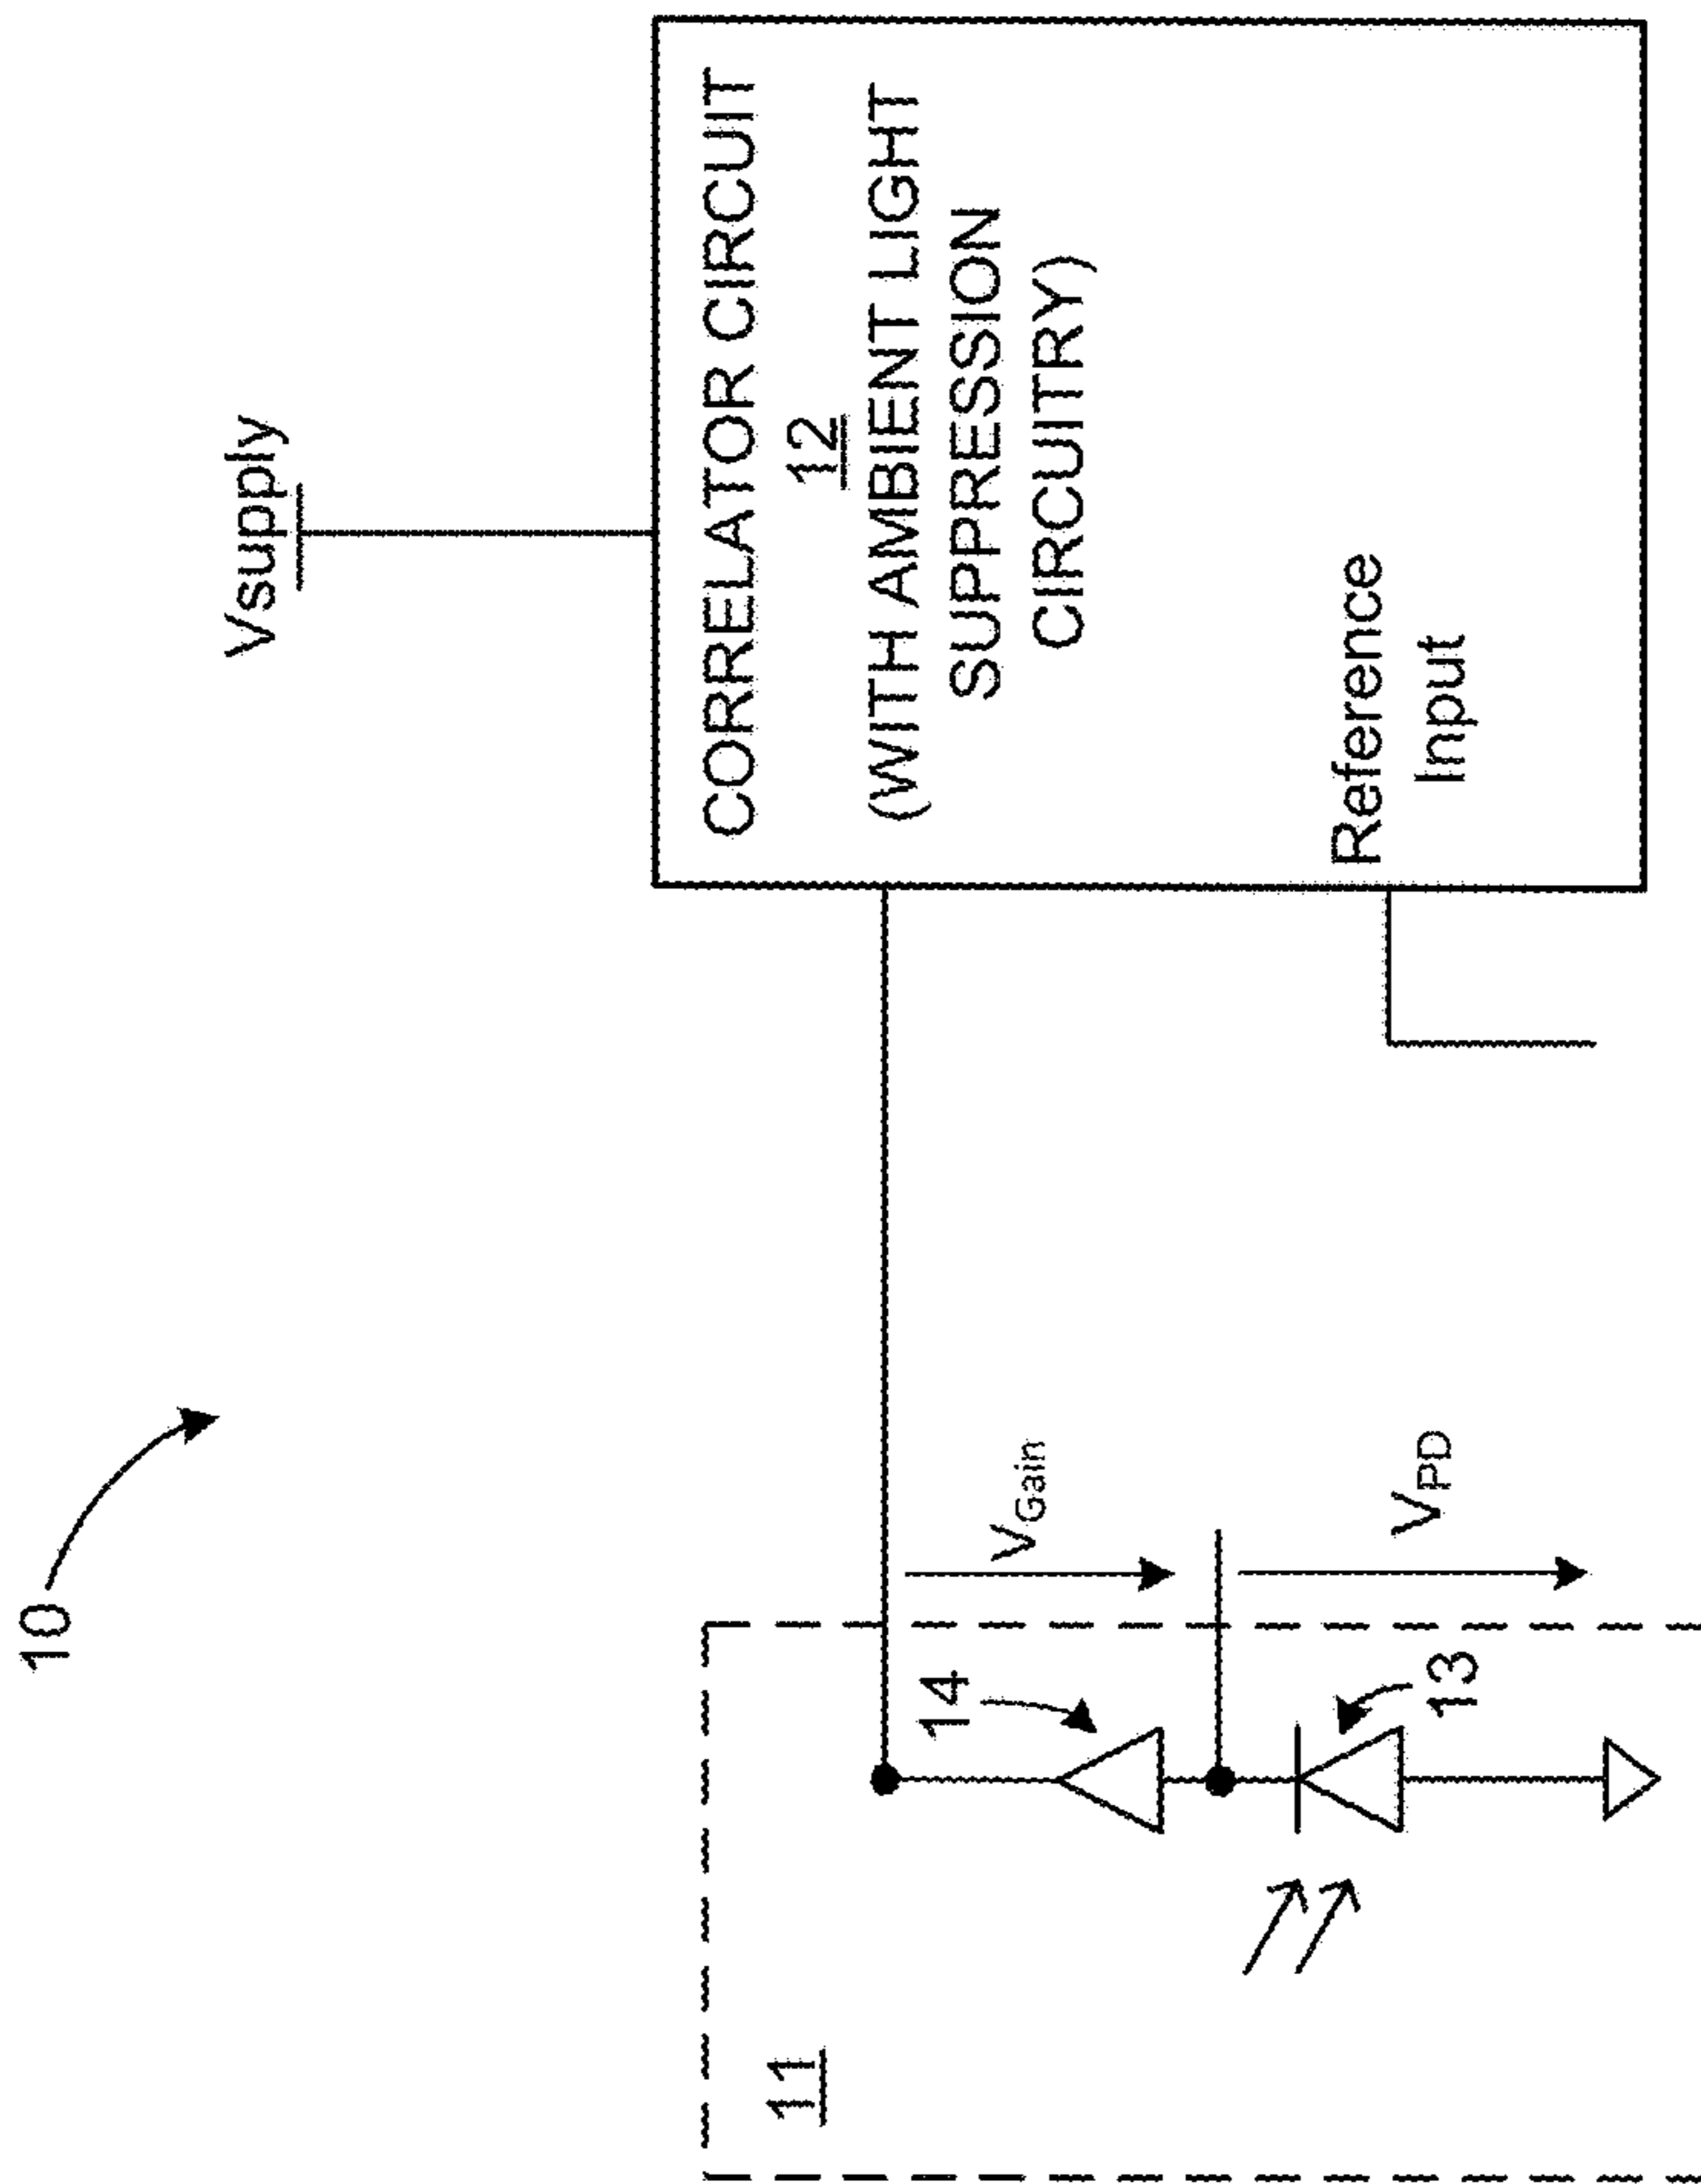 10
Vsupply
CORRELATOR CIRCUIT
12
(WITH AMBIENT LIGHT
SUPPRESSION
CIRCUITRY)
Reference
Input
11
14
VGain
13
VPD